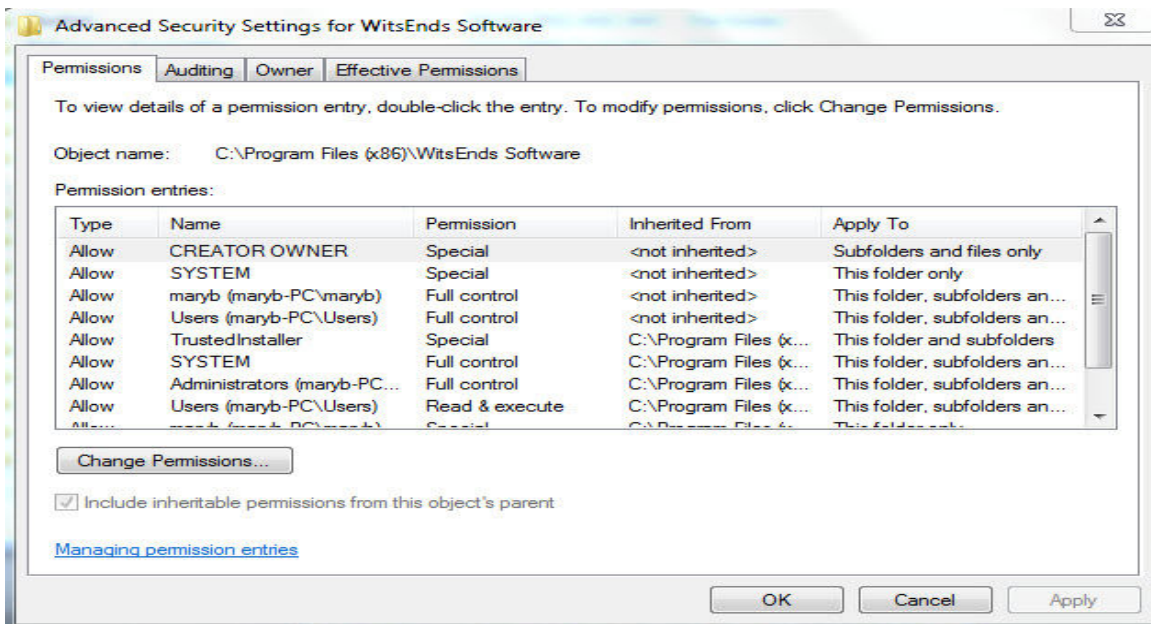 Advanced Security Settings for WitsEnds Software
Permissions Auditing Owner Effective Permissions
To view details of a permission entry, double-click the entry. To modify permissions, click Change Permissions.
Object name: C:\Program Files (x86)\WitsEnds Software
Permission entries:
Type Name Permission Inherited From Apply To
Allow CREATOR OWNER Special <not inherited> Subfolders and files only
Allow SYSTEM Special <not inherited> This folder only
Allow maryb (maryb-PC\maryb) Full control <not inherited> This folder, subfolders an...
Allow Users (maryb-PC\Users) Full control <not inherited> This folder, subfolders an...
Allow TrustedInstaller Special C:\Program Files (x... This folder and subfolders
Allow SYSTEM Full control C:\Program Files (x... This folder, subfolders an...
Allow Administrators (maryb-PC... Full control C:\Program Files (x... This folder, subfolders an...
Allow Users (maryb-PC\Users) Read & execute C:\Program Files (x... This folder, subfolders an...
Change Permissions...
Include inheritable permissions from this object's parent
Managing permission entries
OK Cancel Apply